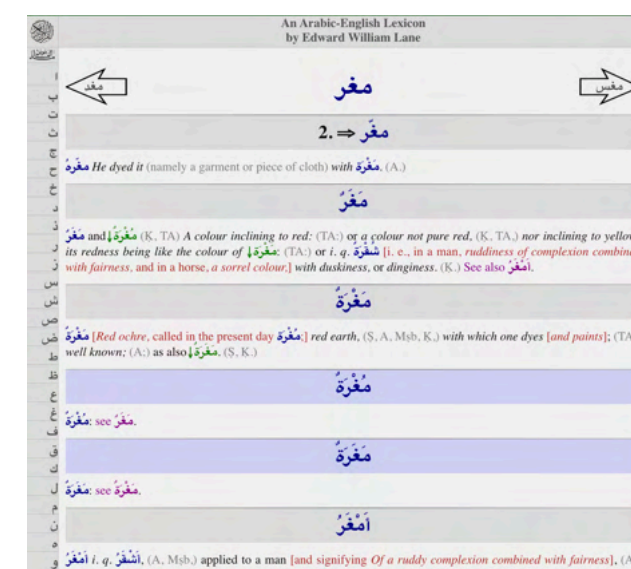 An Arabic-English Lexicon
by Edward William Lane
ا
ب
ت
ث
ج
ح
خ
د
ذ
ر
ز
س
ش
ص
ض
ط
ظ
ع
غ
ف
ق
ك
ل
م
ن
ه
و
مغد
مغر
مغس
2. ⇒ مغّر
مَغَّرهُ He dyed it (namely a garment or piece of cloth) with مَغْرَة. (A.)
مَغَرٌ
مَغَرٌ and ↓مُغْرَةٌ (Ḳ, TA) A colour inclining to red: (TA:) or a colour not pure red, (Ḳ, TA,) nor inclining to yellow
its redness being like the colour of ↓مَغْرَة: (TA:) or i. q. شُقْرَةٌ [i. e., in a man, ruddiness of complexion combin
with fairness, and in a horse, a sorrel colour,] with duskiness, or dinginess. (Ḳ.) See also أَمْغَرُ.
مَغْرَةٌ
مَغْرَةٌ [Red ochre, called in the present day مُغْرَة;] red earth, (Ṣ, A, Mṣb, Ḳ,) with which one dyes [and paints]; (TA
well known; (A:) as also ↓مَغَرَةٌ. (Ṣ, Ḳ.)
مُغْرَةٌ
مُغْرَةٌ: see مَغَرٌ.
مَغَرَةٌ
مَغَرَةٌ: see مَغْرَةٌ.
أَمْغَرُ
أَمْغَرُ i. q. أَشْقَرُ, (A, Mṣb,) applied to a man [and signifying Of a ruddy complexion combined with fairness], (A